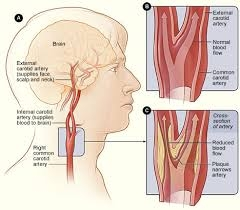 A
Brain
External
carotid artery
(supplies face,
scalp and neck)
Internal carotid
artery (supplies
blood to brain)
Right
common
carotid
artery
B
External
carotid
artery
Normal
blood
flow
Common
carotid
artery
C
Cross-
section
of artery
Reduced
blood
flow
Plaque
narrows
artery